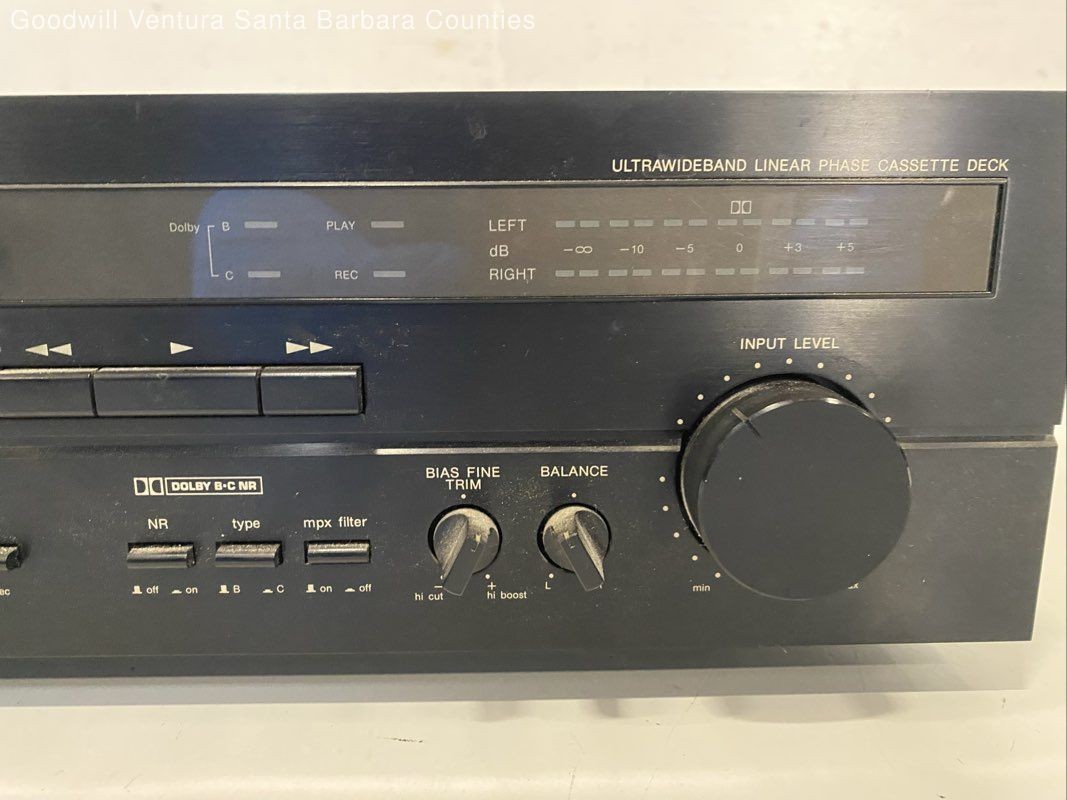 Goodwill Ventura Santa Barbara Counties
ULTRAWIDEBAND LINEAR PHASE CASSETTE DECK
Dolby B PLAY LEFT
dB -∞ -10 -5 0 +3 +5
C REC RIGHT
INPUT LEVEL
DOLBY B•C NR
BIAS FINE TRIM
BALANCE
NR type mpx filter
off on B C on off
- hi cut + hi boost
L
min